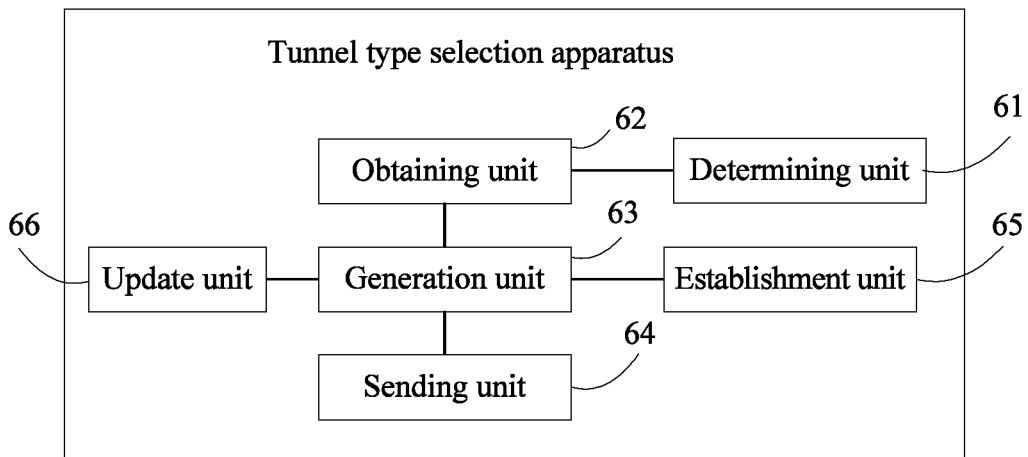 Tunnel type selection apparatus
62
61
Obtaining unit
Determining unit
66
63
65
Update unit
Generation unit
Establishment unit
64
Sending unit